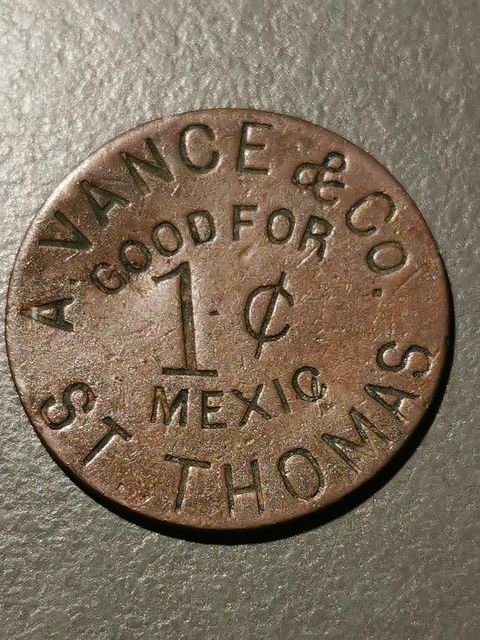 A. VANCE & CO.
GOOD FOR
1 ¢
MEXIC
ST THOMAS